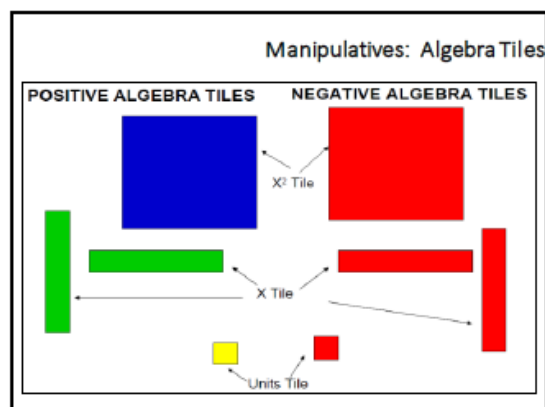 Manipulatives: Algebra Tiles
POSITIVE ALGEBRA TILES
NEGATIVE ALGEBRA TILES
X² Tile
X Tile
Units Tile